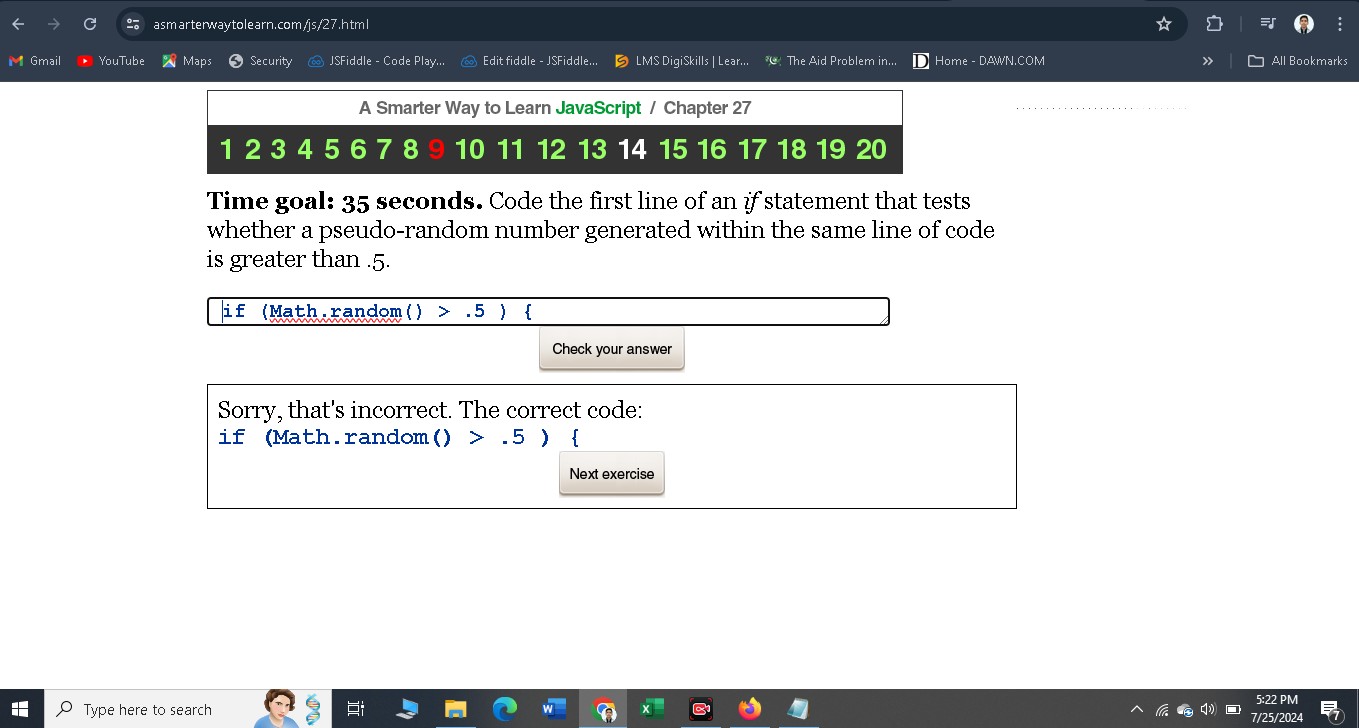 asmarterwaytolearn.com/js/27.html
Gmail YouTube Maps Security JSFiddle - Code Play... Edit fiddle - JSFiddle... LMS DigiSkills | Lear... The Aid Problem in... Home - DAWN.COM » All Bookmarks
A Smarter Way to Learn JavaScript / Chapter 27
1 2 3 4 5 6 7 8 9 10 11 12 13 14 15 16 17 18 19 20
Time goal: 35 seconds. Code the first line of an if statement that tests
whether a pseudo-random number generated within the same line of code
is greater than .5.
if (Math.random() > .5 ) {
Check your answer
Sorry, that's incorrect. The correct code:
if (Math.random() > .5 ) {
Next exercise
Type here to search
5:22 PM
7/25/2024
7